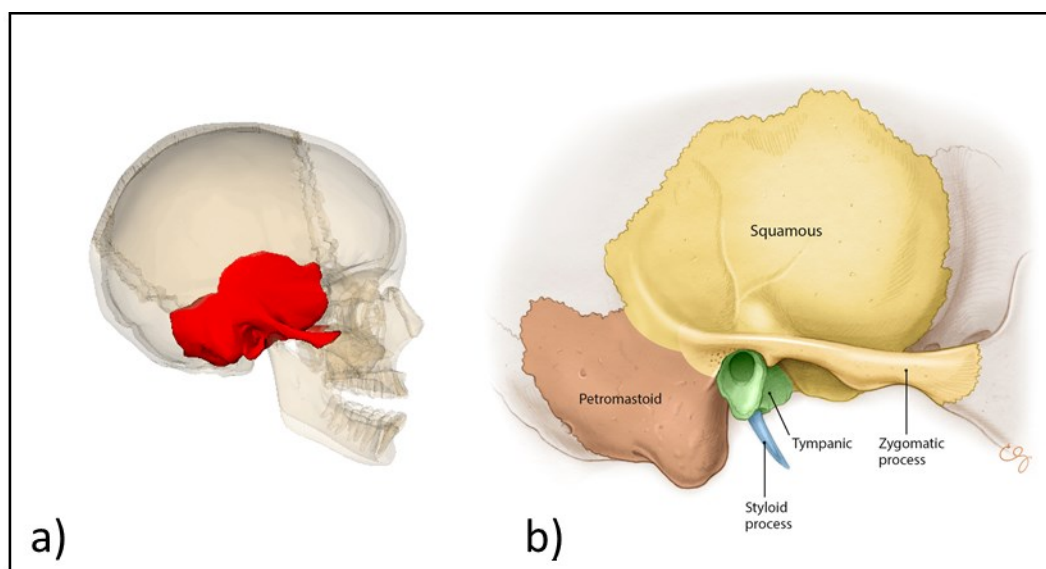 Squamous
Petromastoid
Tympanic
Zygomatic
process
Styloid
process
a)
b)